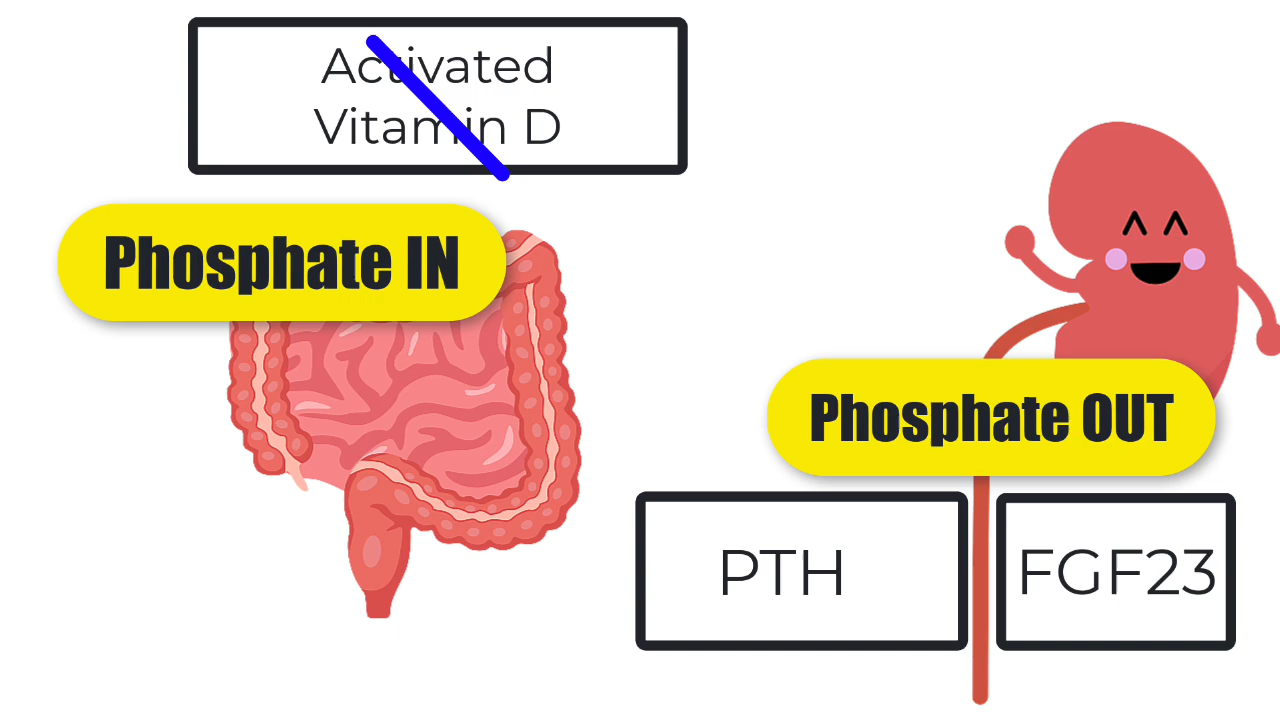 Activated
Vitamin D
Phosphate IN
Phosphate OUT
PTH
FGF23